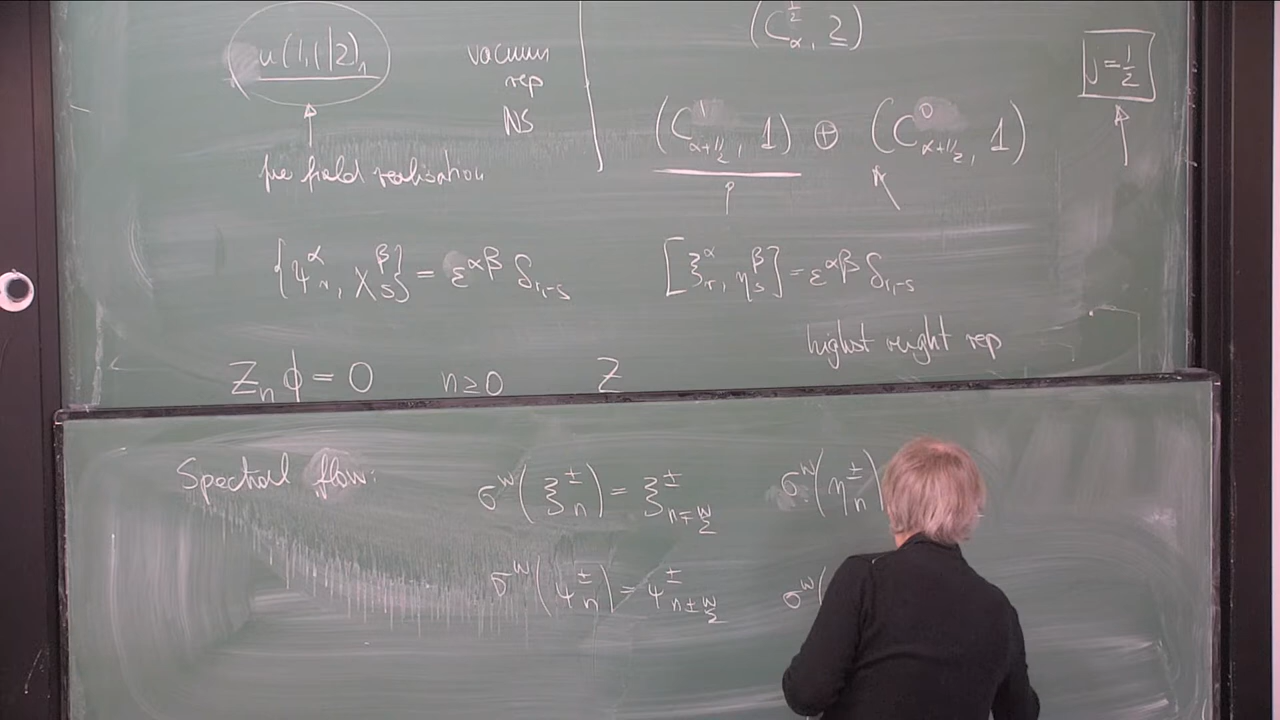 u(1,1|2)₁
vacuum
rep
NS
free field realisation
(C^{1/2}_α, 2)
j=1/2
(C^1_{α+1/2}, 1) ⊕ (C^0_{α+1/2}, 1)
{ψ^α_r, χ^β_s} = ε^{αβ} δ_{r,-s}
[ξ^α_r, η^β_s] = ε^{αβ} δ_{r,-s}
highest weight rep
Z_n φ = 0 n≥0 Z
Spectral flow: σ^w(ξ^±_n) = ξ^±_{n∓w/2} σ^w(η^±_n)
σ^w(ψ^±_n) = ψ^±_{n±w/2} σ^w(